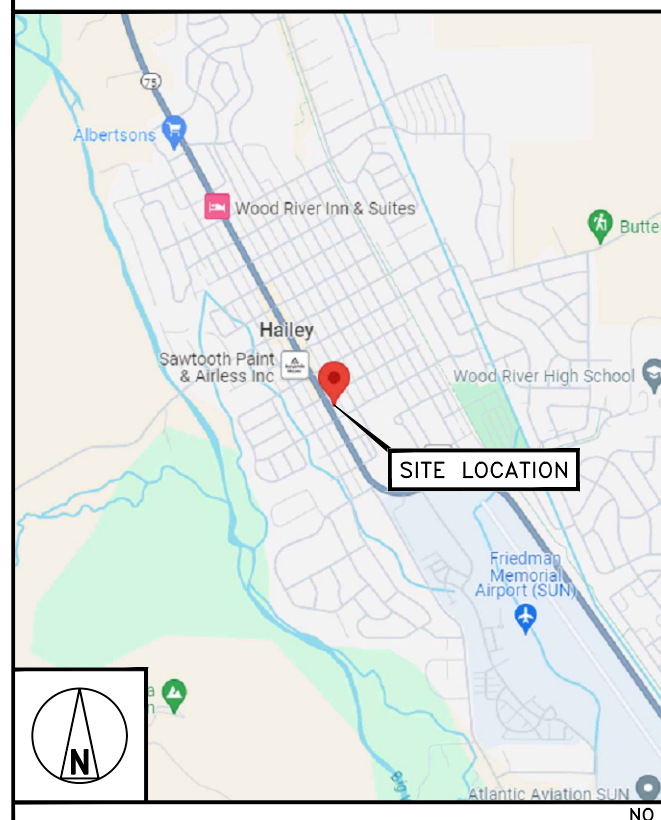 75
Albertsons
Wood River Inn & Suites
Butte
Hailey
Sawtooth Paint
& Airless Inc
Wood River High School
SITE LOCATION
Friedman
Memorial
Airport (SUN)
a
n
N
Big
Atlantic Aviation SUN
NO